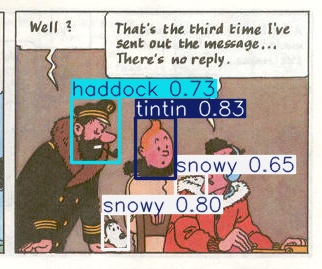 Well ?
That's the third time I've
sent out the message...
There's no reply.
haddock 0.73
tintin 0.83
snowy 0.65
snowy 0.80